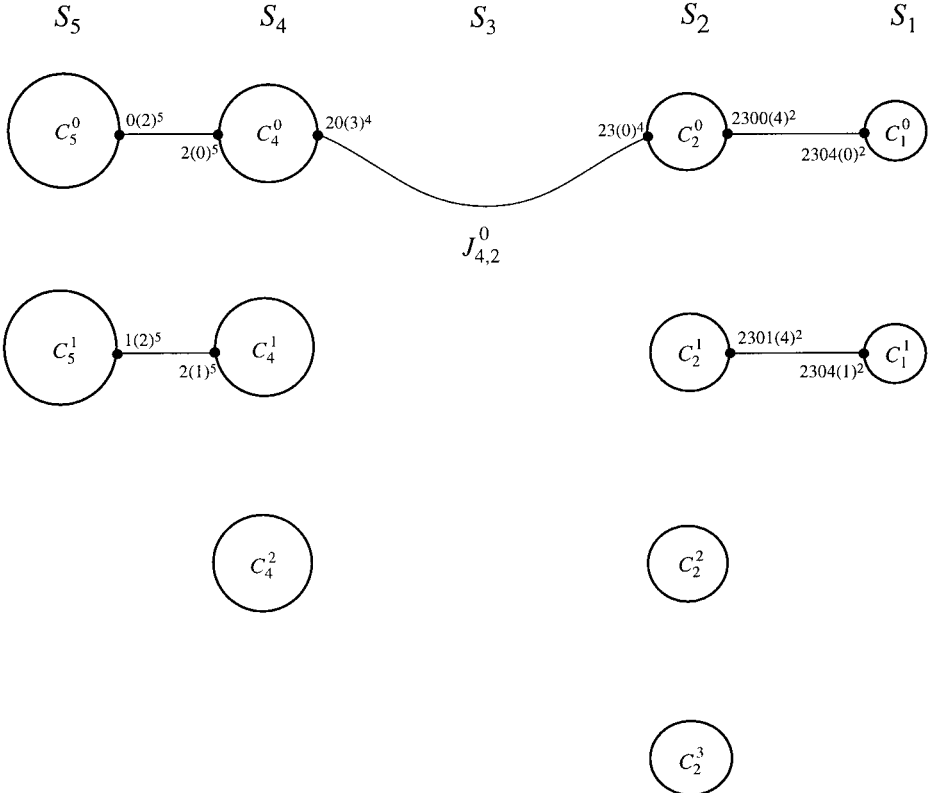 S₅ S₄ S₃ S₂ S₁
C₅⁰ 0(2)⁵ 2(0)⁵ C₄⁰ 20(3)⁴ 23(0)⁴ C₂⁰ 2300(4)² 2304(0)² C₁⁰
J₄,₂⁰
C₅¹ 1(2)⁵ 2(1)⁵ C₄¹ C₂¹ 2301(4)² 2304(1)² C₁¹
C₄² C₂²
C₂³